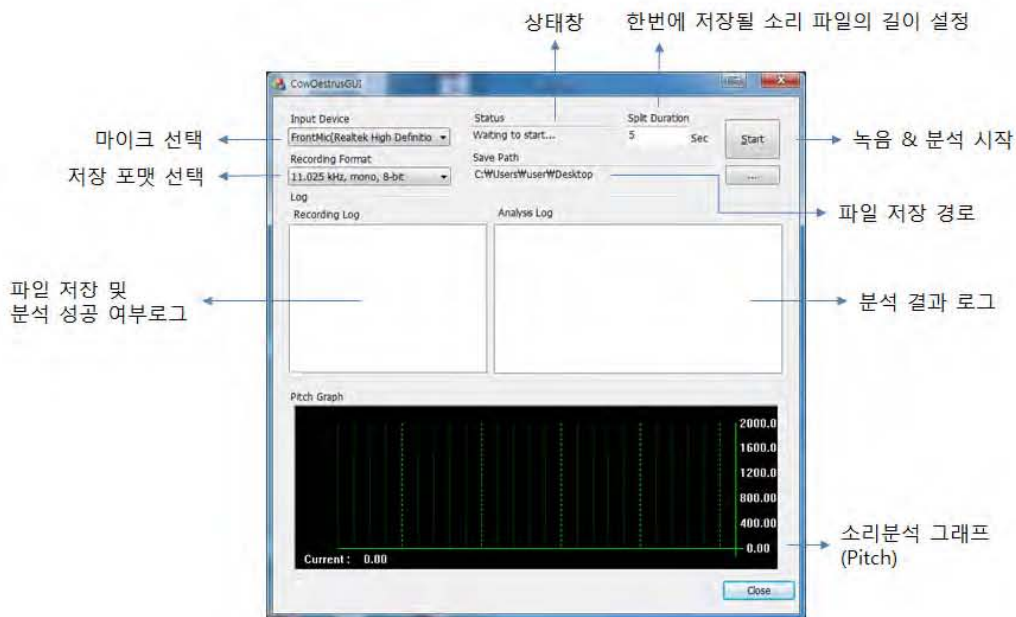 상태창
한번에 저장될 소리 파일의 길이 설정
CowOestrusGUI
Input Device
Status
Split Duration
마이크 선택
FrontMic(Realtek High Definitio
Waiting to start...
5
Sec
Start
녹음 & 분석 시작
Recording Format
Save Path
저장 포맷 선택
11.025 kHz, mono, 8-bit
C:₩Users₩user₩Desktop
...
Log
Recording Log
Analysis Log
파일 저장 경로
파일 저장 및
분석 성공 여부로그
분석 결과 로그
Pitch Graph
2000.0
1600.0
1200.0
800.00
400.00
0.00
Current : 0.00
소리분석 그래프
(Pitch)
Close